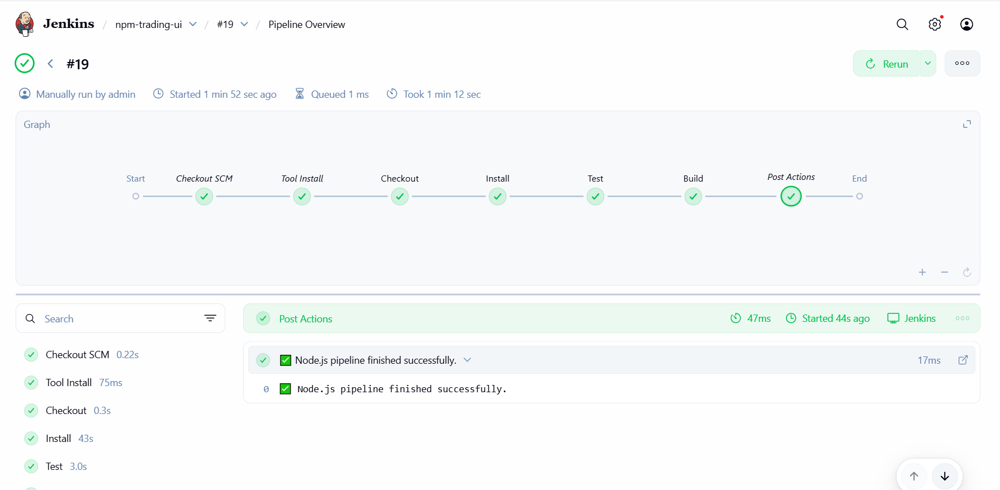 Jenkins / npm-trading-ui / #19 / Pipeline Overview
#19
Rerun
Manually run by admin Started 1 min 52 sec ago Queued 1 ms Took 1 min 12 sec
Graph
Start Checkout SCM Tool Install Checkout Install Test Build Post Actions End
Search
Post Actions 47ms Started 44s ago Jenkins
Checkout SCM 0.22s
Tool Install 75ms
Checkout 0.3s
Install 43s
Test 3.0s
✅ Node.js pipeline finished successfully. 17ms
0 ✅ Node.js pipeline finished successfully.